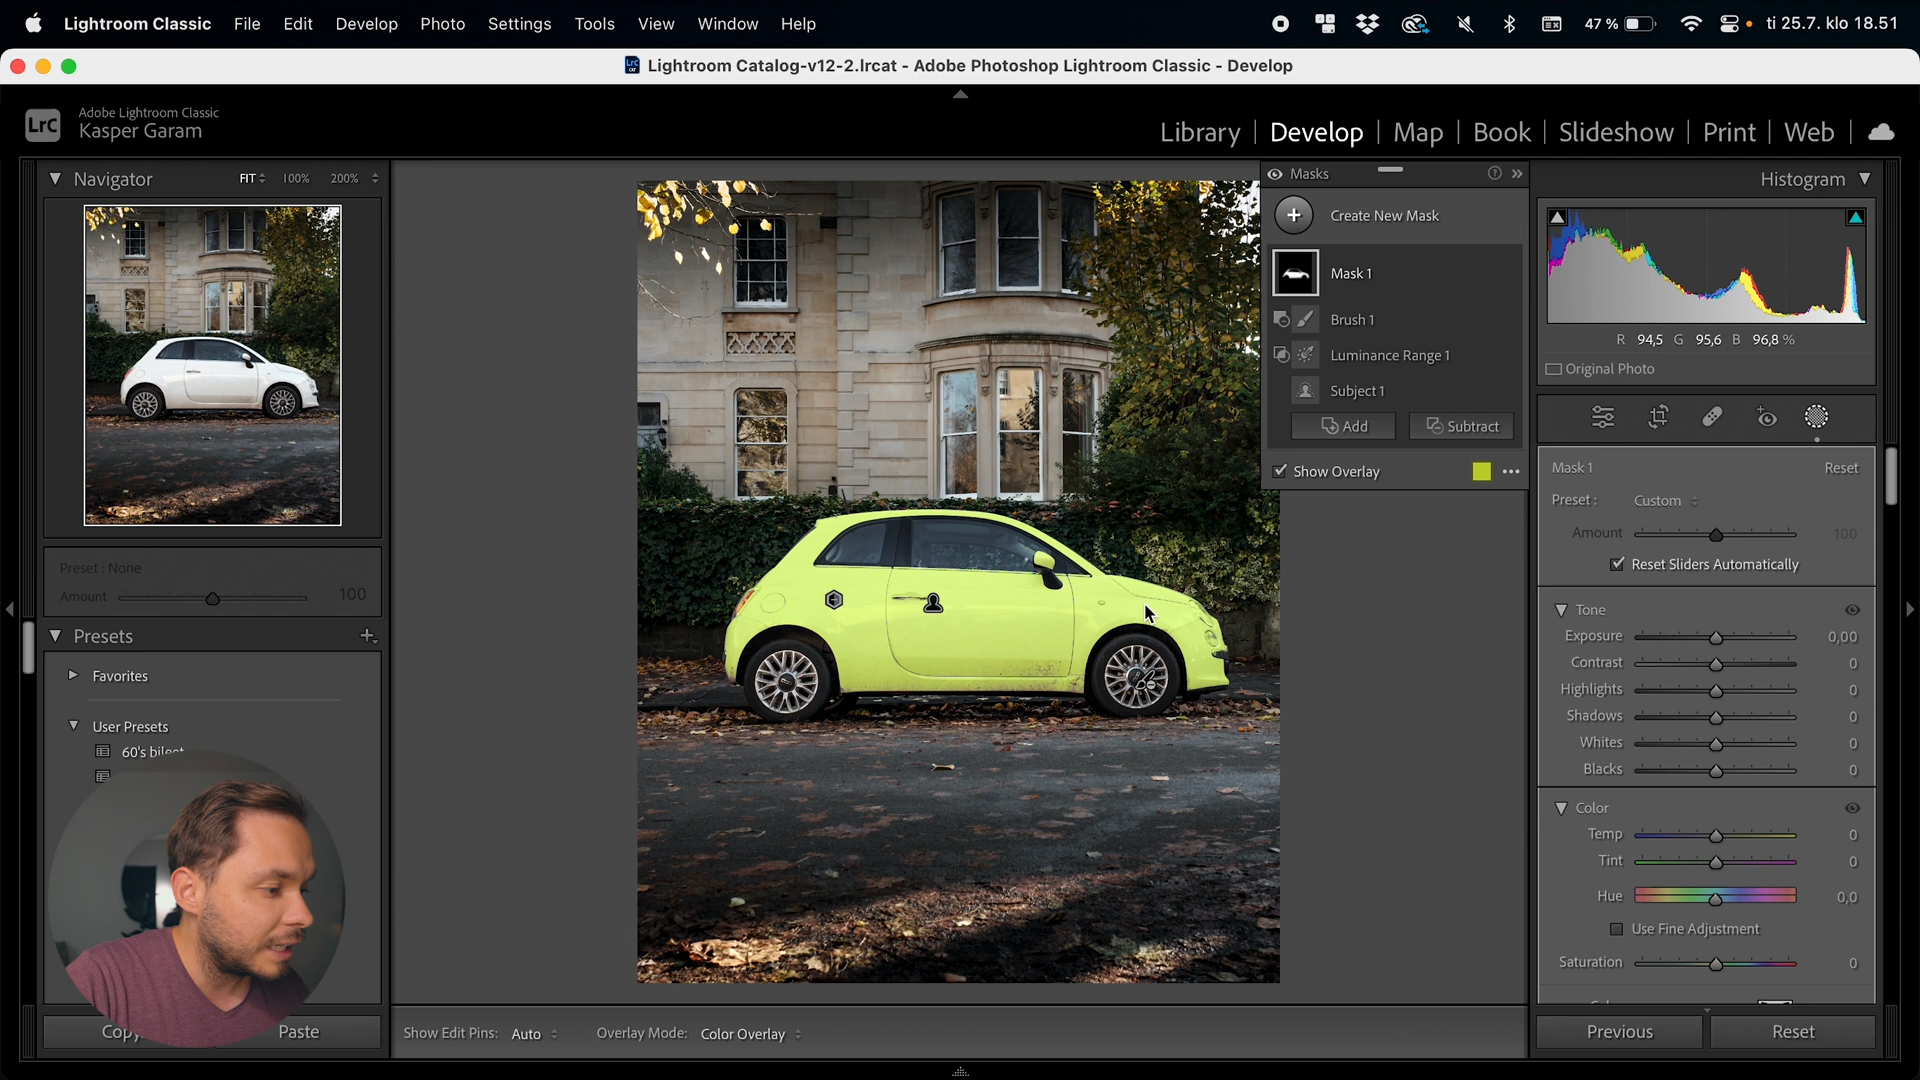 Lightroom Classic File Edit Develop Photo Settings Tools View Window Help 47 % ti 25.7. klo 18.51
LrC CAT Lightroom Catalog-v12-2.lrcat - Adobe Photoshop Lightroom Classic - Develop
LrC Adobe Lightroom Classic
Kasper Garam
Library | Develop | Map | Book | Slideshow | Print | Web
Navigator FIT 100% 200%
Preset : None
Amount 100
Presets
Favorites
User Presets
60's
Copy... Paste
Masks
Create New Mask
Mask 1
Brush 1
Luminance Range 1
Subject 1
Add Subtract
Show Overlay
Show Edit Pins: Auto Overlay Mode: Color Overlay
Histogram
R 94,5 G 95,6 B 96,8 %
Original Photo
Mask 1 Reset
Preset : Custom
Amount 100
Reset Sliders Automatically
Tone
Exposure 0,00
Contrast 0
Highlights 0
Shadows 0
Whites 0
Blacks 0
Color
Temp 0
Tint 0
Hue 0,0
Use Fine Adjustment
Saturation 0
Previous Reset